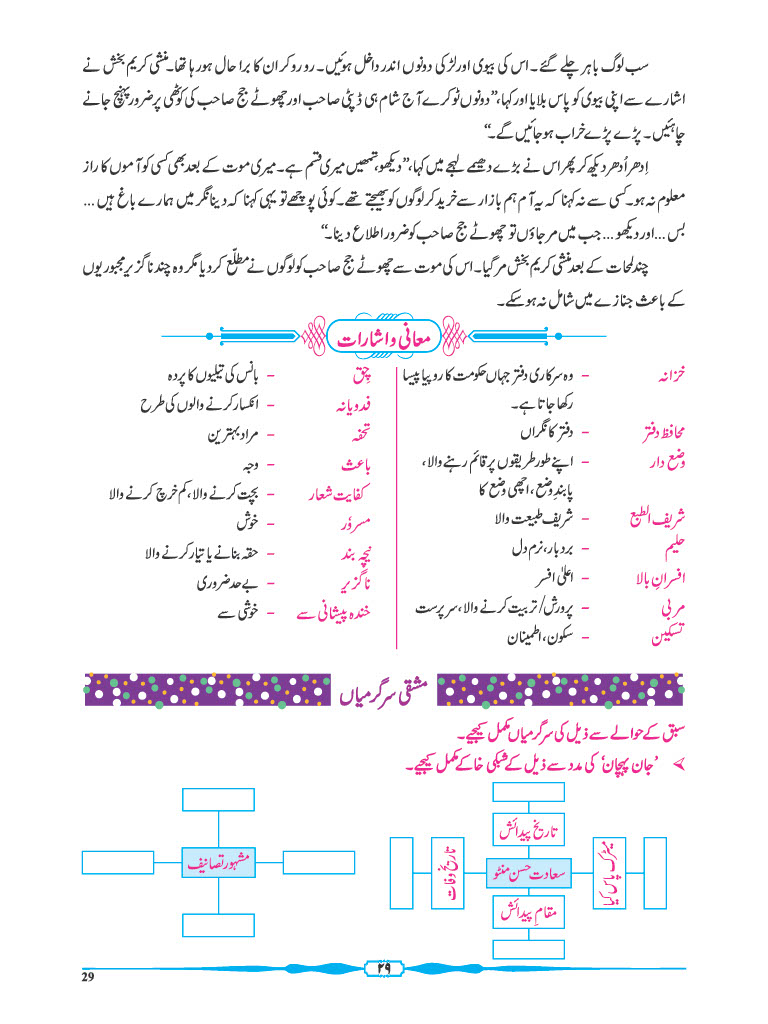 سب لوگ باہر چلے گئے۔ اس کی بیوی اور لڑکی دونوں اندر داخل ہوئیں۔ رو رو کر ان کا برا حال ہو رہا تھا۔ منشی کریم بخش نے
اشارے سے اپنی بیوی کو پاس بلایا اور کہا، ”دونوں ٹوکرے آج شام ہی ڈپٹی صاحب اور چھوٹے جج صاحب کی کوٹھی پر ضرور پہنچ جانے
چاہئیں۔ پڑے پڑے خراب ہو جائیں گے۔“
اِدھر اُدھر دیکھ کر پھر اس نے بڑے دھیمے لہجے میں کہا، ”دیکھو، تمھیں میری قسم ہے۔ میری موت کے بعد بھی کسی کو آموں کا راز
معلوم نہ ہو۔ کسی سے نہ کہنا کہ یہ آم ہم بازار سے خرید کر لوگوں کو بھیجتے تھے۔ کوئی پوچھے تو یہی کہنا کہ دینا نگر میں ہمارے باغ ہیں ...
بس ... اور دیکھو ... جب میں مر جاؤں تو چھوٹے جج صاحب کو ضرور اطلاع دینا۔“
چند لمحات کے بعد منشی کریم بخش مر گیا۔ اس کی موت سے چھوٹے جج صاحب کو لوگوں نے مطلّع کر دیا مگر وہ چند ناگزیر مجبوریوں
کے باعث جنازے میں شامل نہ ہو سکے۔
معانی و اشارات
خزانہ – وہ سرکاری دفتر جہاں حکومت کا روپیا پیسا
رکھا جاتا ہے۔
محافظ دفتر – دفتر کا نگراں
وضع دار – اپنے طور طریقوں پر قائم رہنے والا،
پابندِ وضع، اچھی وضع کا
شریف الطبع – شریف طبیعت والا
حلیم – بردبار، نرم دل
افسرانِ بالا – اعلیٰ افسر
مربی – پرورش/ تربیت کرنے والا، سرپرست
تسکین – سکون، اطمینان
چِق – بانس کی تیلیوں کا پردہ
فدویانہ – انکسار کرنے والوں کی طرح
تحفہ – مراد بہترین
باعث – وجہ
کفایت شعار – بچت کرنے والا، کم خرچ کرنے والا
مسرؤر – خوش
نیچہ بند – حقہ بنانے یا تیار کرنے والا
ناگزیر – بے حد ضروری
خندہ پیشانی سے – خوشی سے
مشقی سرگرمیاں
سبق کے حوالے سے ذیل کی سرگرمیاں مکمل کیجیے۔
➢ ’جان پہچان‘ کی مدد سے ذیل کے شبکی خاکے مکمل کیجیے۔
تاریخِ پیدائش
میٹرک پاس کیا
سعادت حسن منٹو
تاریخِ وفات
مقامِ پیدائش
مشہور تصانیف
۲۹
29